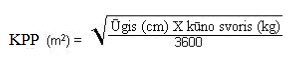 KPP (m²) = √ Ūgis (cm) X kūno svoris (kg)
3600